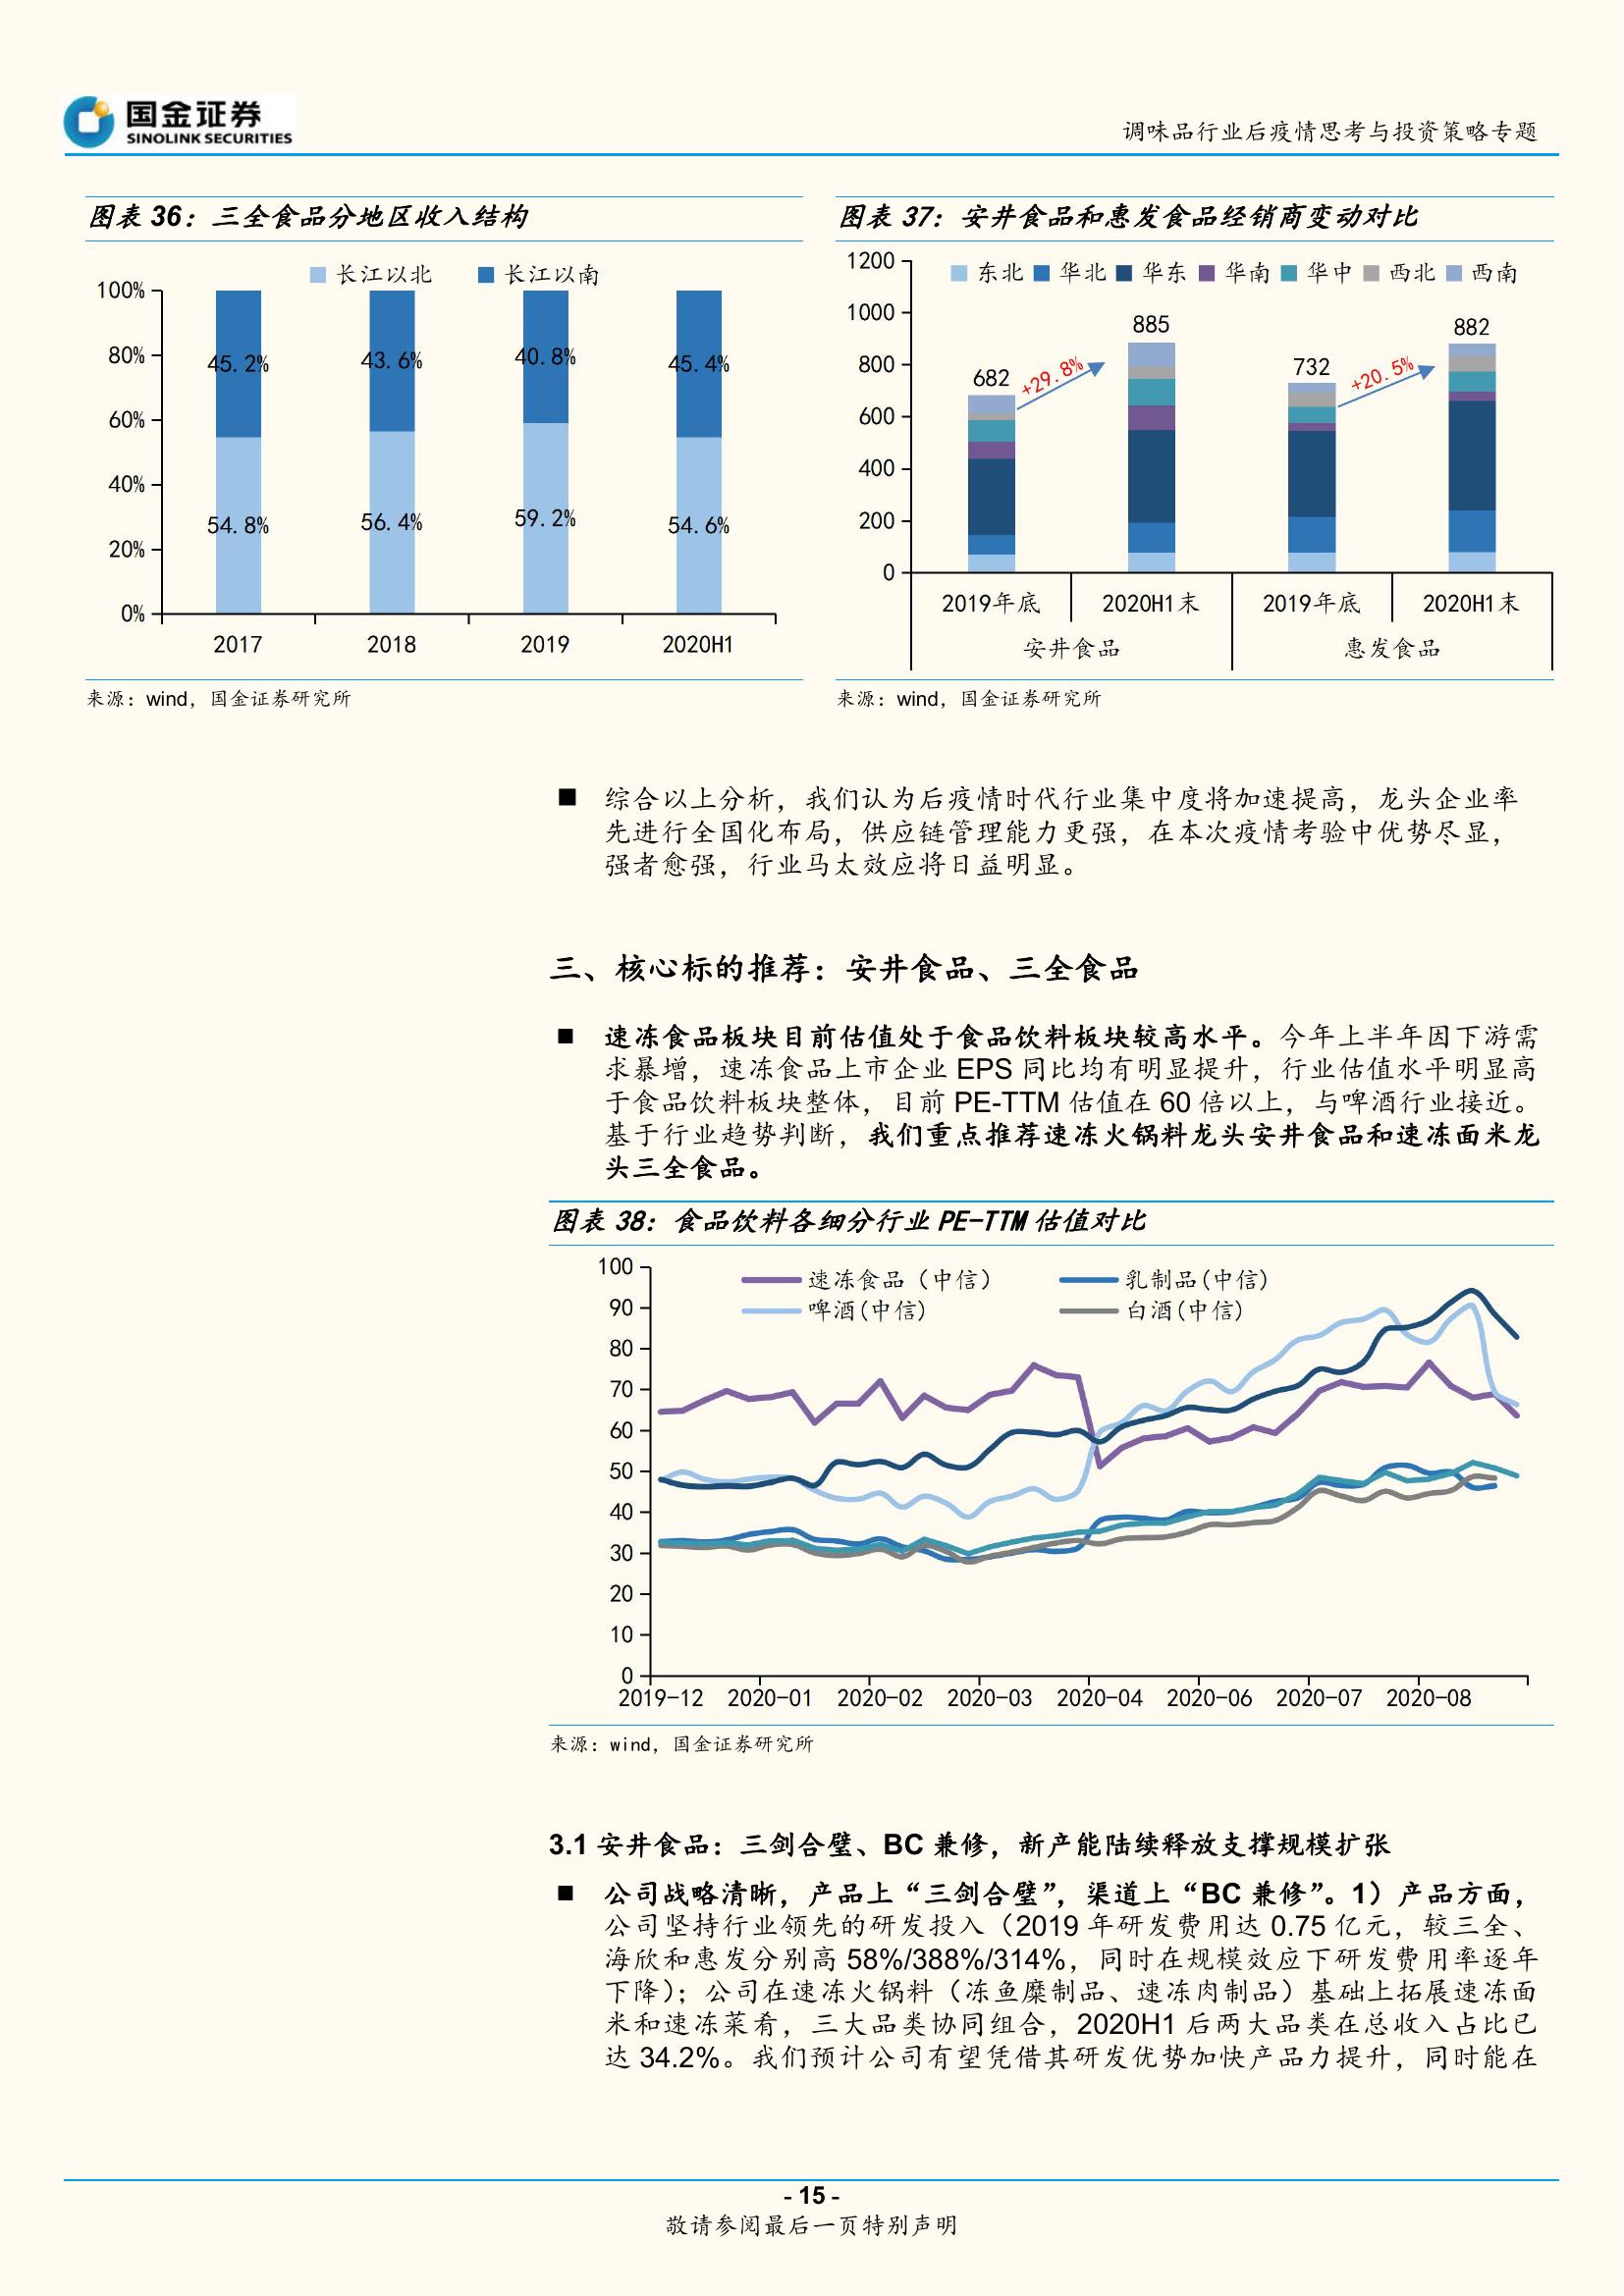 国金证券
SINOLINK SECURITIES
调味品行业后疫情思考与投资策略专题
图表 36：三全食品分地区收入结构
长江以北 长江以南
100%
80%
60%
40%
20%
0%
45.2% 43.6% 40.8% 45.4%
54.8% 56.4% 59.2% 54.6%
2017 2018 2019 2020H1
来源：wind，国金证券研究所
图表 37：安井食品和惠发食品经销商变动对比
东北 华北 华东 华南 华中 西北 西南
1200
1000
800
600
400
200
0
682 +29.8% 885 732 +20.5% 882
2019年底 2020H1末 2019年底 2020H1末
安井食品 惠发食品
来源：wind，国金证券研究所
■ 综合以上分析，我们认为后疫情时代行业集中度将加速提高，龙头企业率
先进行全国化布局，供应链管理能力更强，在本次疫情考验中优势尽显，
强者愈强，行业马太效应将日益明显。
三、核心标的推荐：安井食品、三全食品
■ 速冻食品板块目前估值处于食品饮料板块较高水平。今年上半年因下游需
求暴增，速冻食品上市企业 EPS 同比均有明显提升，行业估值水平明显高
于食品饮料板块整体，目前 PE-TTM 估值在 60 倍以上，与啤酒行业接近。
基于行业趋势判断，我们重点推荐速冻火锅料龙头安井食品和速冻面米龙
头三全食品。
图表 38：食品饮料各细分行业 PE-TTM 估值对比
速冻食品（中信） 乳制品(中信)
啤酒(中信) 白酒(中信)
100
90
80
70
60
50
40
30
20
10
0
2019-12 2020-01 2020-02 2020-03 2020-04 2020-06 2020-07 2020-08
来源：wind，国金证券研究所
3.1 安井食品：三剑合璧、BC 兼修，新产能陆续释放支撑规模扩张
■ 公司战略清晰，产品上“三剑合璧”，渠道上“BC 兼修”。1）产品方面，
公司坚持行业领先的研发投入（2019 年研发费用达 0.75 亿元，较三全、
海欣和惠发分别高 58%/388%/314%，同时在规模效应下研发费用率逐年
下降）；公司在速冻火锅料（冻鱼糜制品、速冻肉制品）基础上拓展速冻面
米和速冻菜肴，三大品类协同组合，2020H1 后两大品类在总收入占比已
达 34.2%。我们预计公司有望凭借其研发优势加快产品力提升，同时能在
- 15 -
敬请参阅最后一页特别声明